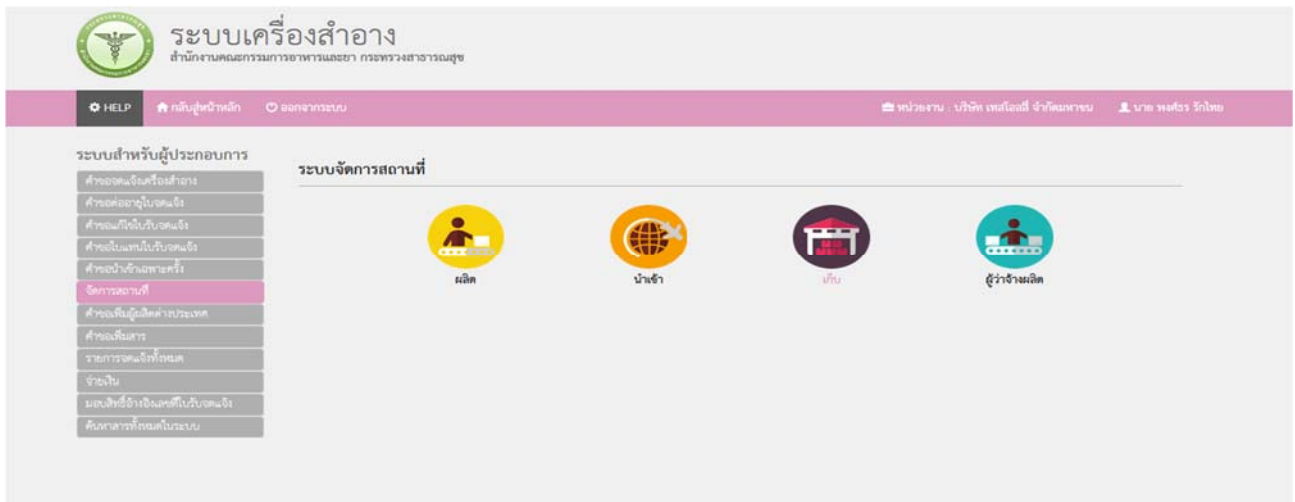 ระบบเครื่องสำอาง
สำนักงานคณะกรรมการอาหารและยา กระทรวงสาธารณสุข
HELP กลับสู่หน้าหลัก ออกจากระบบ หน่วยงาน : บริษัท เทสโลสลี่ จำกัดมหาชน นาย พงศ์ธร รักไทย
ระบบสำหรับผู้ประกอบการ
ระบบจัดการสถานที่
คำขอจดแจ้งเครื่องสำอาง
คำขอต่ออายุใบจดแจ้ง
คำขอแก้ไขใบรับจดแจ้ง
คำขอใบแทนใบรับจดแจ้ง
คำขอนำเข้าเฉพาะครั้ง
จัดการสถานที่
คำขอเพิ่มผู้ผลิตต่างประเทศ
คำขอเพิ่มสาร
รายการจดแจ้งทั้งหมด
จ่ายเงิน
มอบสิทธิ์อ้างอิงเลขที่ใบรับจดแจ้ง
ค้นหาสารทั้งหมดในระบบ
ผลิต นำเข้า เก็บ ผู้ว่าจ้างผลิต